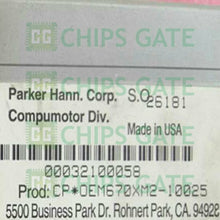 CHIPS GATE
Parker Hann. Corp. S.O. 26181
Compumotor Div. Made in USA
00032100058
Prod: CP*OEM670XM2-10025
5500 Business Park Dr. Rohnert Park, CA. 94928